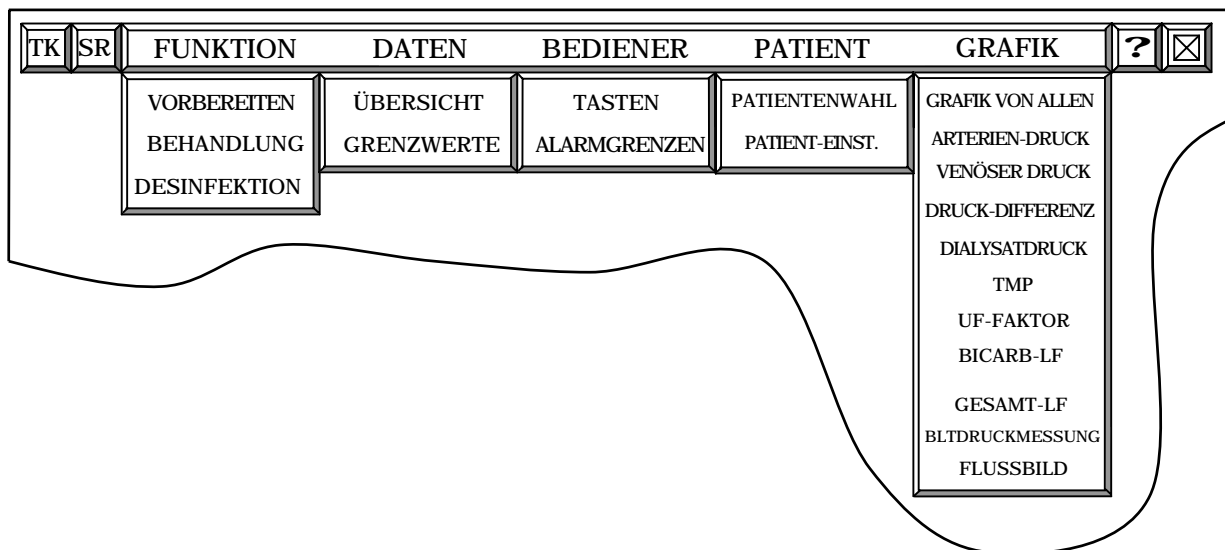 TK SR FUNKTION DATEN BEDIENER PATIENT GRAFIK ?
VORBEREITEN
BEHANDLUNG
DESINFEKTION
ÜBERSICHT
GRENZWERTE
TASTEN
ALARMGRENZEN
PATIENTENWAHL
PATIENT-EINST.
GRAFIK VON ALLEN
ARTERIEN-DRUCK
VENÖSER DRUCK
DRUCK-DIFFERENZ
DIALYSATDRUCK
TMP
UF-FAKTOR
BICARB-LF
GESAMT-LF
BLTDRUCKMESSUNG
FLUSSBILD